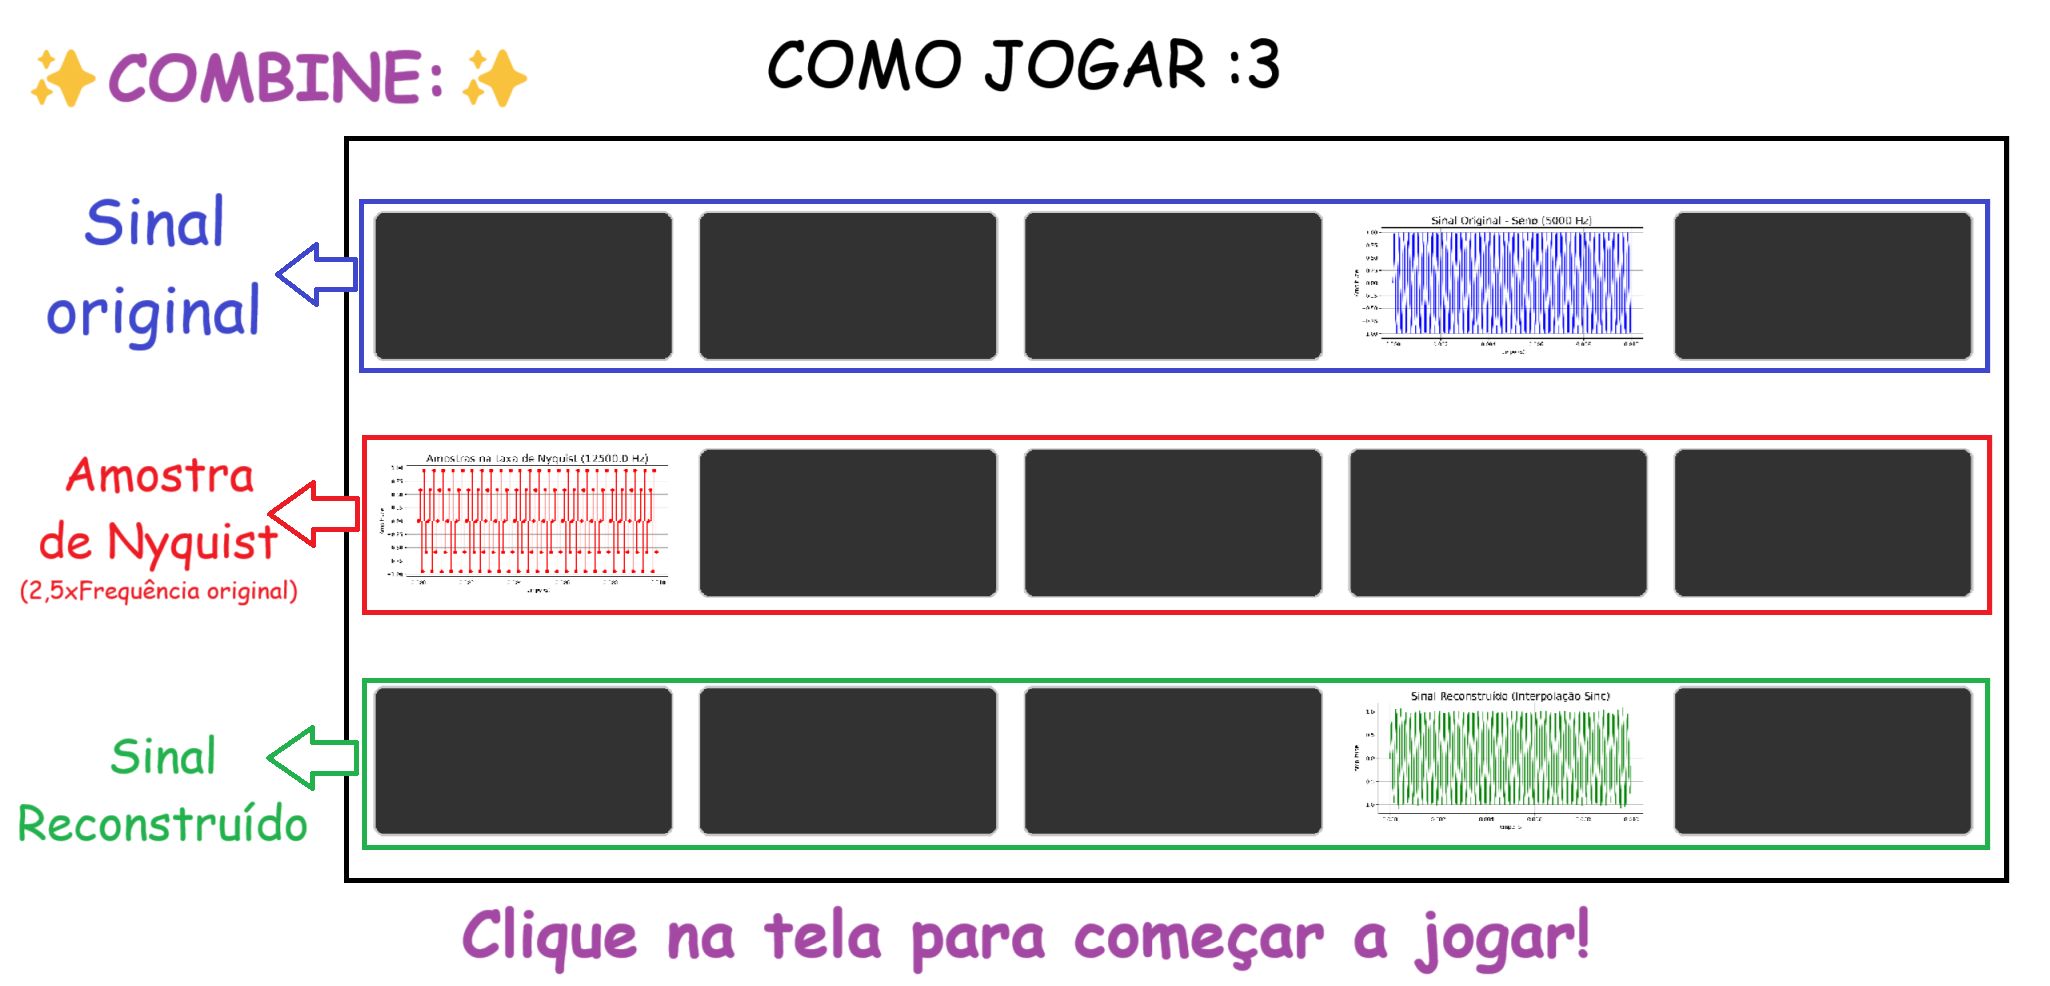 COMBINE:
COMO JOGAR :3
Sinal
original
Sinal Original - Seno (5000 Hz)
Amostra
de Nyquist
(2,5xFrequência original)
Amostras na taxa de Nyquist (12500.0 Hz)
Sinal
Reconstruído
Sinal Reconstruído (Interpolação Sinc)
Clique na tela para começar a jogar!